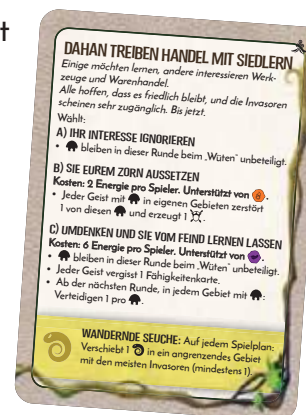 t
DAHAN TREIBEN HANDEL MIT SIEDLERN
Einige möchten lernen, andere interessieren Werk-
zeuge und Warenhandel.
Alle hoffen, dass es friedlich bleibt, und die Invasoren
scheinen sehr zugänglich. Bis jetzt.
Wählt:
A) IHR INTERESSE IGNORIEREN
• bleiben in dieser Runde beim „Wüten“ unbeteiligt.
B) SIE EUREM ZORN AUSSETZEN
Kosten: 2 Energie pro Spieler. Unterstützt von .
• Jeder Geist mit in eigenen Gebieten zerstört
1 von diesen und erzeugt 1 .
C) UMDENKEN UND SIE VOM FEIND LERNEN LASSEN
Kosten: 6 Energie pro Spieler. Unterstützt von .
• bleiben in dieser Runde beim „Wüten“ unbeteiligt.
• Jeder Geist vergisst 1 Fähigkeitenkarte.
• Ab der nächsten Runde, in jedem Gebiet mit :
Verteidigen 1 pro .
WANDERNDE SEUCHE: Auf jedem Spielplan:
Verschiebt 1 in ein angrenzendes Gebiet
mit den meisten Invasoren (mindestens 1).